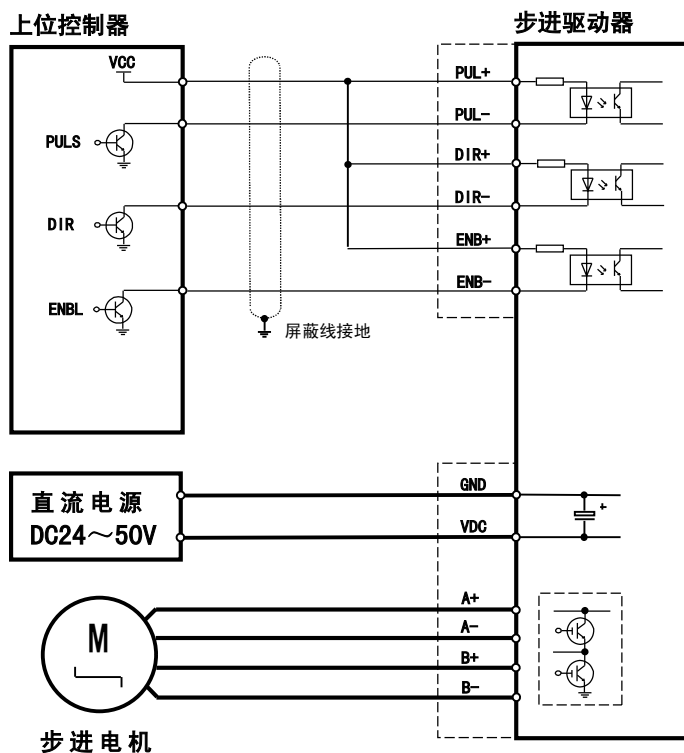 上位控制器
步进驱动器
VCC
PULS
DIR
ENBL
PUL+
PUL-
DIR+
DIR-
ENB+
ENB-
屏蔽线接地
直流电源
DC24～50V
GND
VDC
+
M
A+
A-
B+
B-
步进电机